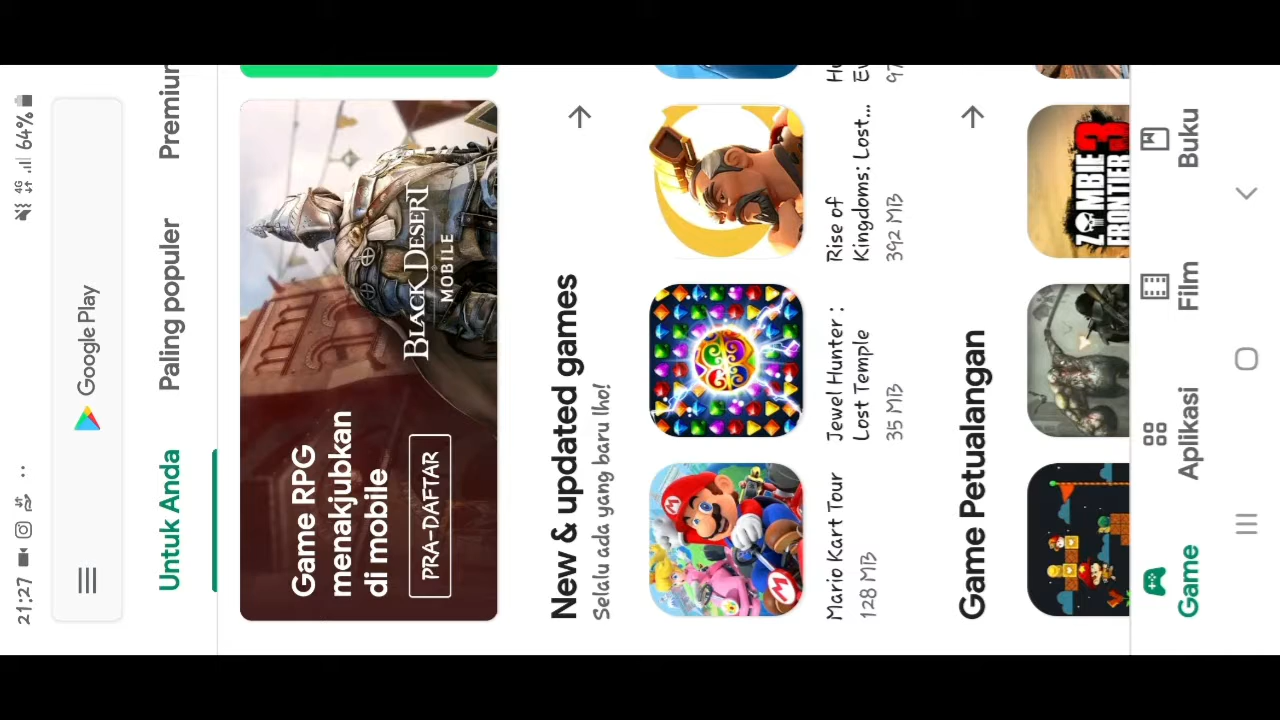 21:27
4G
64%
Google Play
Untuk Anda
Paling populer
Premium
Game RPG
menakjubkan
di mobile
PRA-DAFTAR
BLACK DESERT
MOBILE
New & updated games
Selalu ada yang baru lho!
Mario Kart Tour
128 MB
Jewel Hunter :
Lost Temple
35 MB
Rise of
Kingdoms: Lost...
392 MB
97
Game Petualangan
ZOMBIE
FRONTIER 3
Game
Aplikasi
Film
Buku